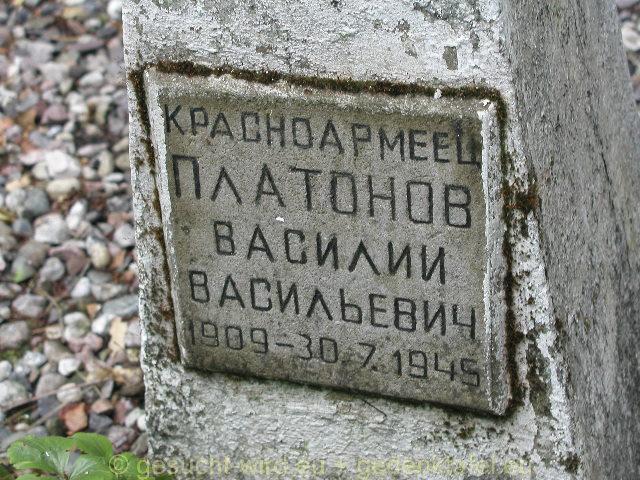 КРАСНОАРМЕЕЦ
ПЛАТОНОВ
ВАСИЛИИ
ВАСИЛЬЕВИЧ
1909-30.7.1945
© gesucht-wird.eu + gedenktafel.eu